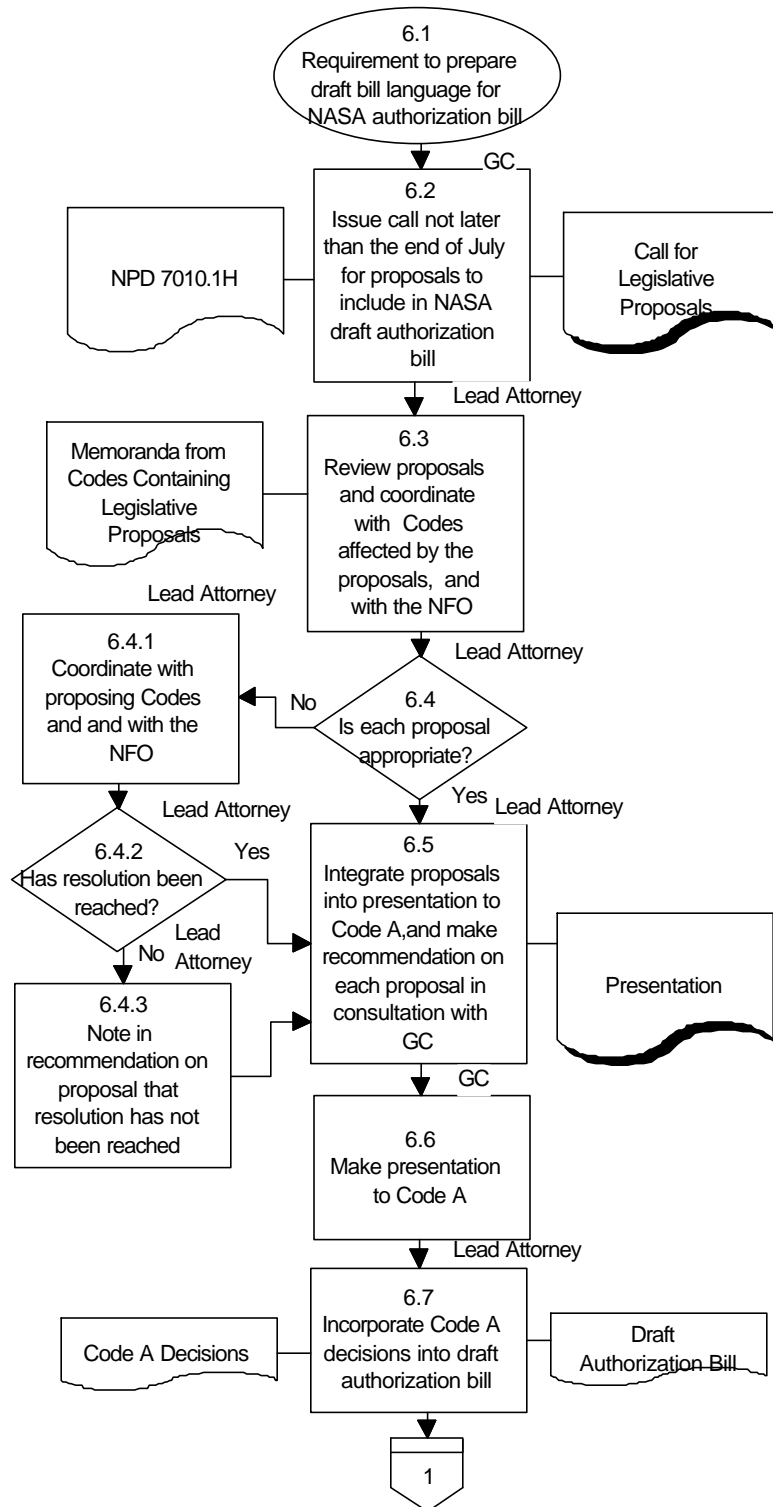 6.1
Requirement to prepare
draft bill language for
NASA authorization bill
GC
6.2
Issue call not later
than the end of July
for proposals to
include in NASA
draft authorization
bill
NPD 7010.1H
Call for
Legislative
Proposals
Lead Attorney
6.3
Review proposals
and coordinate
with Codes
affected by the
proposals, and
with the NFO
Memoranda from
Codes Containing
Legislative
Proposals
Lead Attorney
6.4.1
Coordinate with
proposing Codes
and and with the
NFO
Lead Attorney
6.4
Is each proposal
appropriate?
No
Yes
Lead Attorney
6.4.2
Has resolution been
reached?
Yes
No
Lead Attorney
6.5
Integrate proposals
into presentation to
Code A,and make
recommendation on
each proposal in
consultation with
GC
Presentation
Lead
Attorney
6.4.3
Note in
recommendation on
proposal that
resolution has not
been reached
GC
6.6
Make presentation
to Code A
Lead Attorney
6.7
Incorporate Code A
decisions into draft
authorization bill
Code A Decisions
Draft
Authorization Bill
1